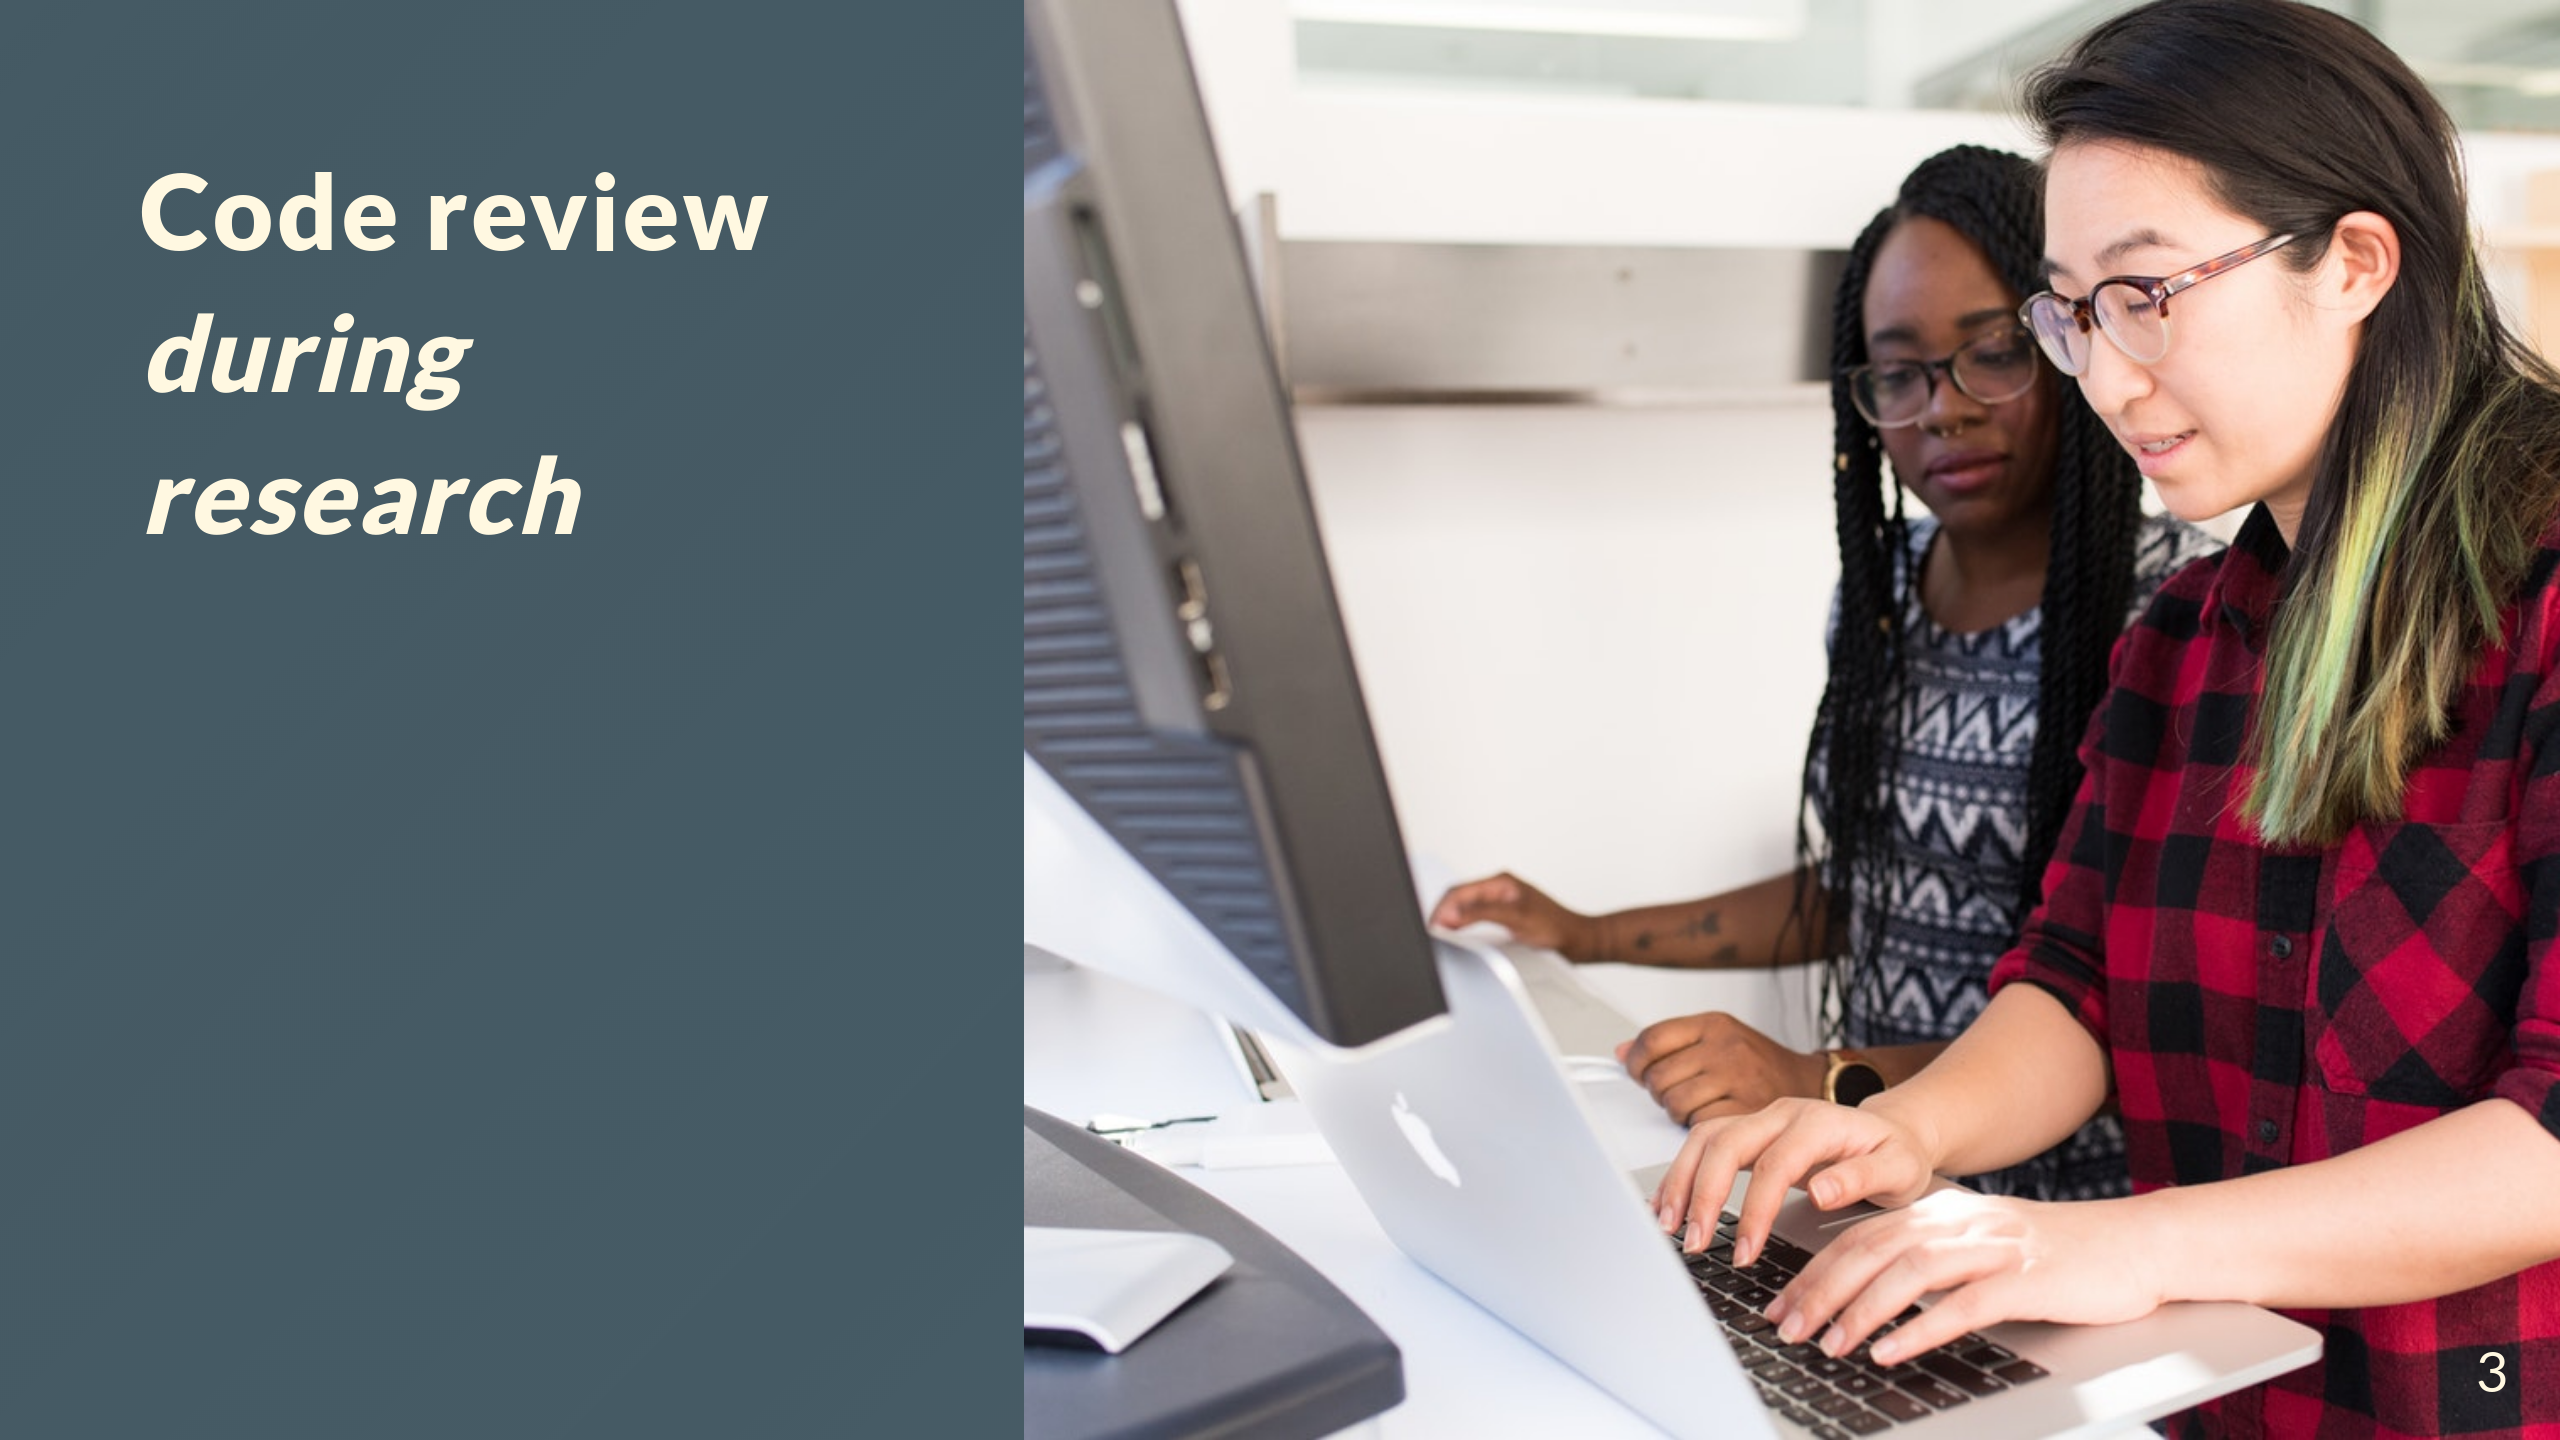 Code review
during
research
3